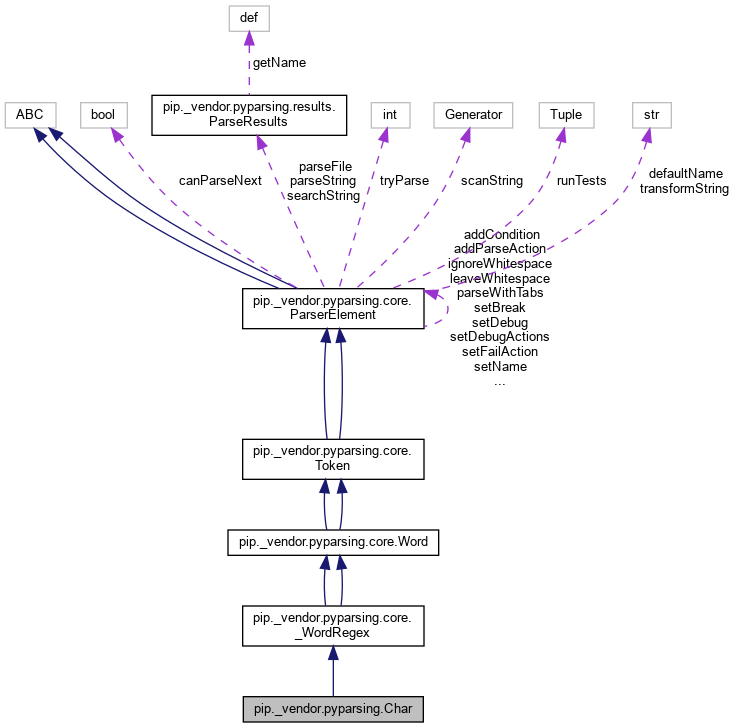 def
getName
pip._vendor.pyparsing.results.
ParseResults
ABC
bool
int
Generator
Tuple
str
canParseNext
parseFile
parseString
searchString
tryParse
scanString
runTests
defaultName
transformString
addCondition
addParseAction
ignoreWhitespace
leaveWhitespace
parseWithTabs
setBreak
setDebug
setDebugActions
setFailAction
setName
...
pip._vendor.pyparsing.core.
ParserElement
pip._vendor.pyparsing.core.
Token
pip._vendor.pyparsing.core.Word
pip._vendor.pyparsing.core.
_WordRegex
pip._vendor.pyparsing.Char